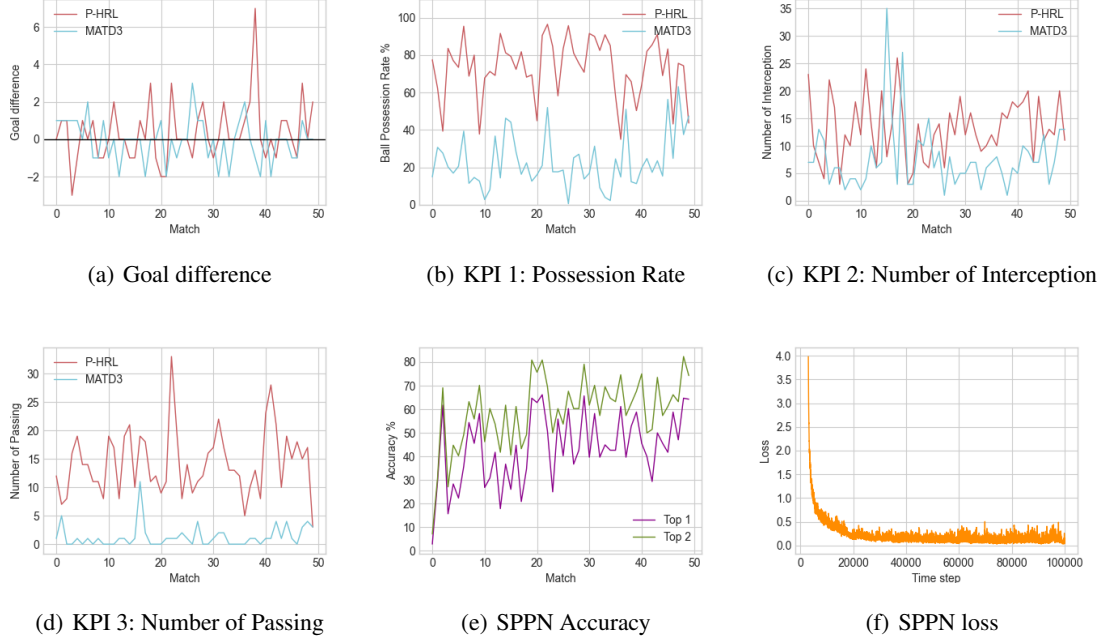 P-HRL
MATD3
Goal difference
6
4
2
0
−2
0 10 20 30 40 50
Match
(a) Goal difference
P-HRL
MATD3
Ball Possession Rate %
100
80
60
40
20
0
0 10 20 30 40 50
Match
(b) KPI 1: Possession Rate
P-HRL
MATD3
Number of Interception
35
30
25
20
15
10
5
0
0 10 20 30 40 50
Match
(c) KPI 2: Number of Interception
P-HRL
MATD3
Number of Passing
30
25
20
15
10
5
0
0 10 20 30 40 50
Match
(d) KPI 3: Number of Passing
Accuracy %
80
70
60
50
40
30
20
10
0
Top 1
Top 2
0 10 20 30 40 50
Match
(e) SPPN Accuracy
Loss
4.0
3.5
3.0
2.5
2.0
1.5
1.0
0.5
0.0
0 20000 40000 60000 80000 100000
Time step
(f) SPPN loss